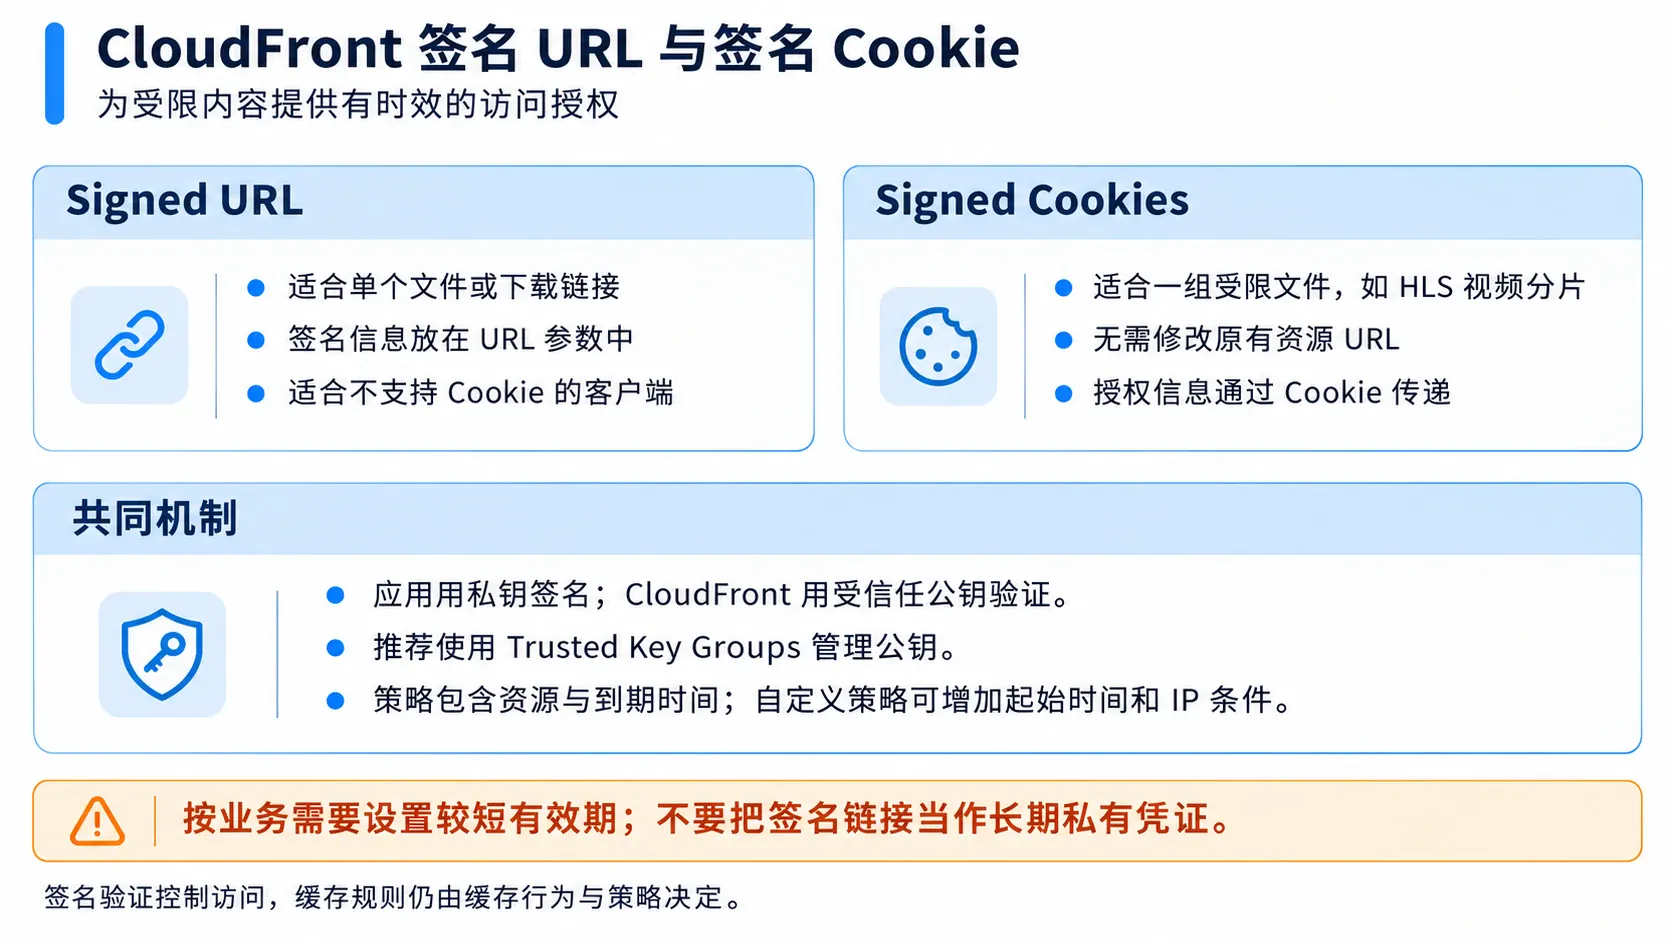 CloudFront 签名 URL 与签名 Cookie
为受限内容提供有时效的访问授权
Signed URL
适合单个文件或下载链接
签名信息放在 URL 参数中
适合不支持 Cookie 的客户端
Signed Cookies
适合一组受限文件，如 HLS 视频分片
无需修改原有资源 URL
授权信息通过 Cookie 传递
共同机制
应用用私钥签名；CloudFront 用受信任公钥验证。
推荐使用 Trusted Key Groups 管理公钥。
策略包含资源与到期时间；自定义策略可增加起始时间和 IP 条件。
按业务需要设置较短有效期；不要把签名链接当作长期私有凭证。
签名验证控制访问，缓存规则仍由缓存行为与策略决定。